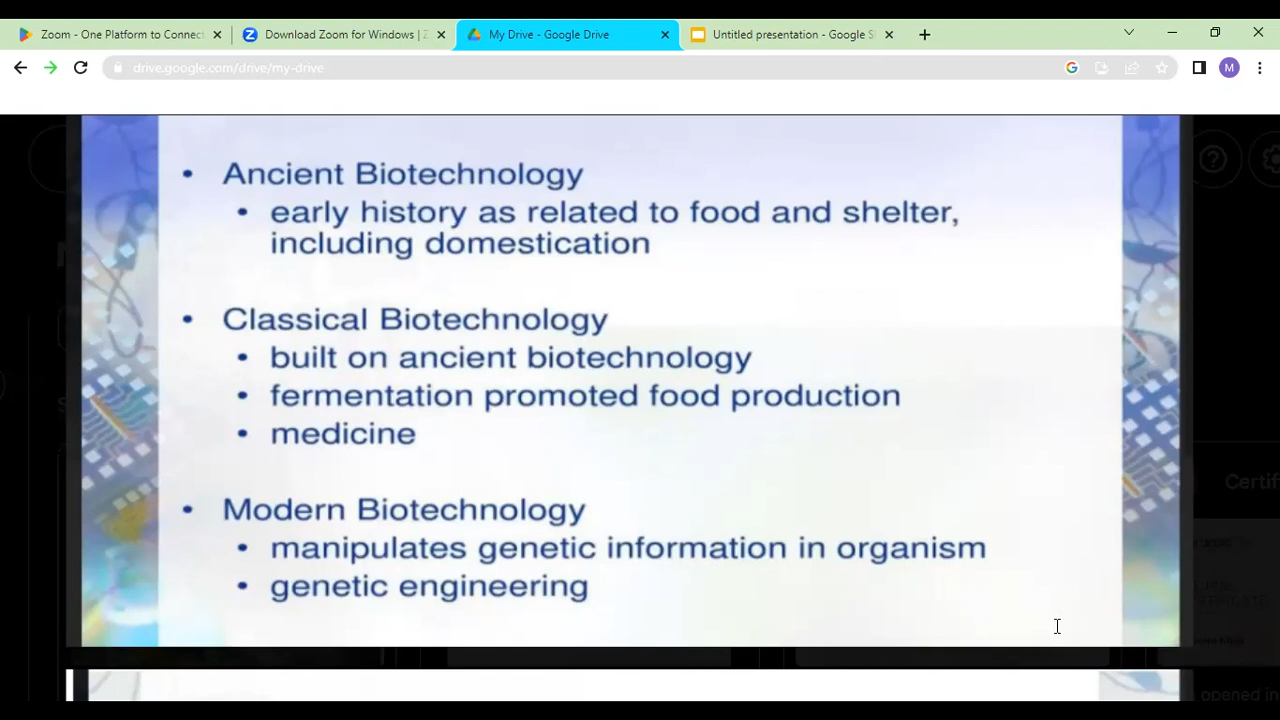 Zoom - One Platform to Connect
Download Zoom for Windows | Z
My Drive - Google Drive
Untitled presentation - Google S
drive.google.com/drive/my-drive
M
• Ancient Biotechnology
• early history as related to food and shelter,
including domestication
• Classical Biotechnology
• built on ancient biotechnology
• fermentation promoted food production
• medicine
Certif
• Modern Biotechnology
• manipulates genetic information in organism
• genetic engineering
opened in